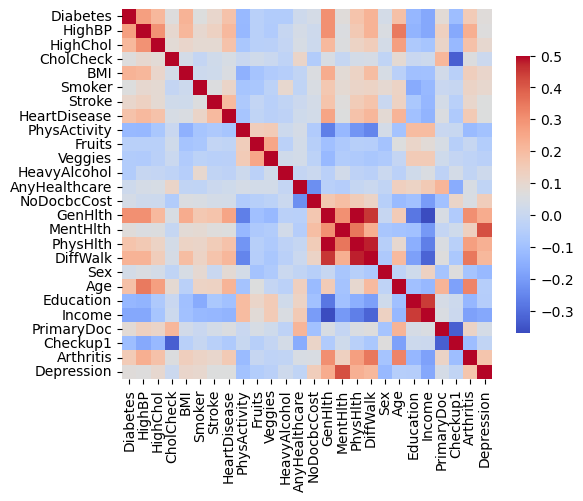 Diabetes
HighBP
HighChol
CholCheck
BMI
Smoker
Stroke
HeartDisease
PhysActivity
Fruits
Veggies
HeavyAlcohol
AnyHealthcare
NoDocbcCost
GenHlth
MentHlth
PhysHlth
DiffWalk
Sex
Age
Education
Income
PrimaryDoc
Checkup1
Arthritis
Depression
Diabetes
HighBP
HighChol
CholCheck
BMI
Smoker
Stroke
HeartDisease
PhysActivity
Fruits
Veggies
HeavyAlcohol
AnyHealthcare
NoDocbcCost
GenHlth
MentHlth
PhysHlth
DiffWalk
Sex
Age
Education
Income
PrimaryDoc
Checkup1
Arthritis
Depression
0.5
0.4
0.3
0.2
0.1
0.0
−0.1
−0.2
−0.3